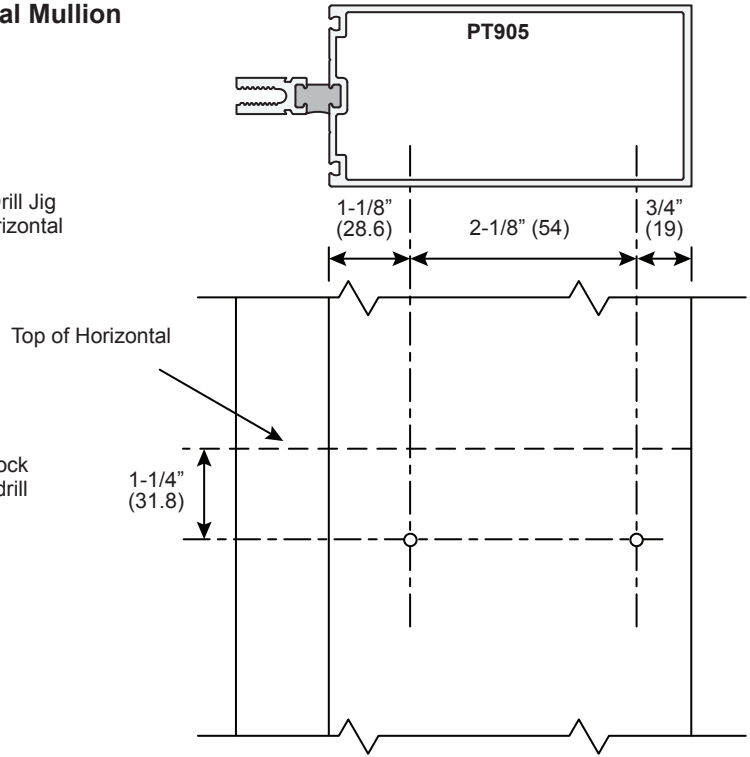 al Mullion
PT905
rill Jig
rizontal
1-1/8”
(28.6)
2-1/8” (54)
3/4”
(19)
Top of Horizontal
ock
drill
1-1/4”
(31.8)